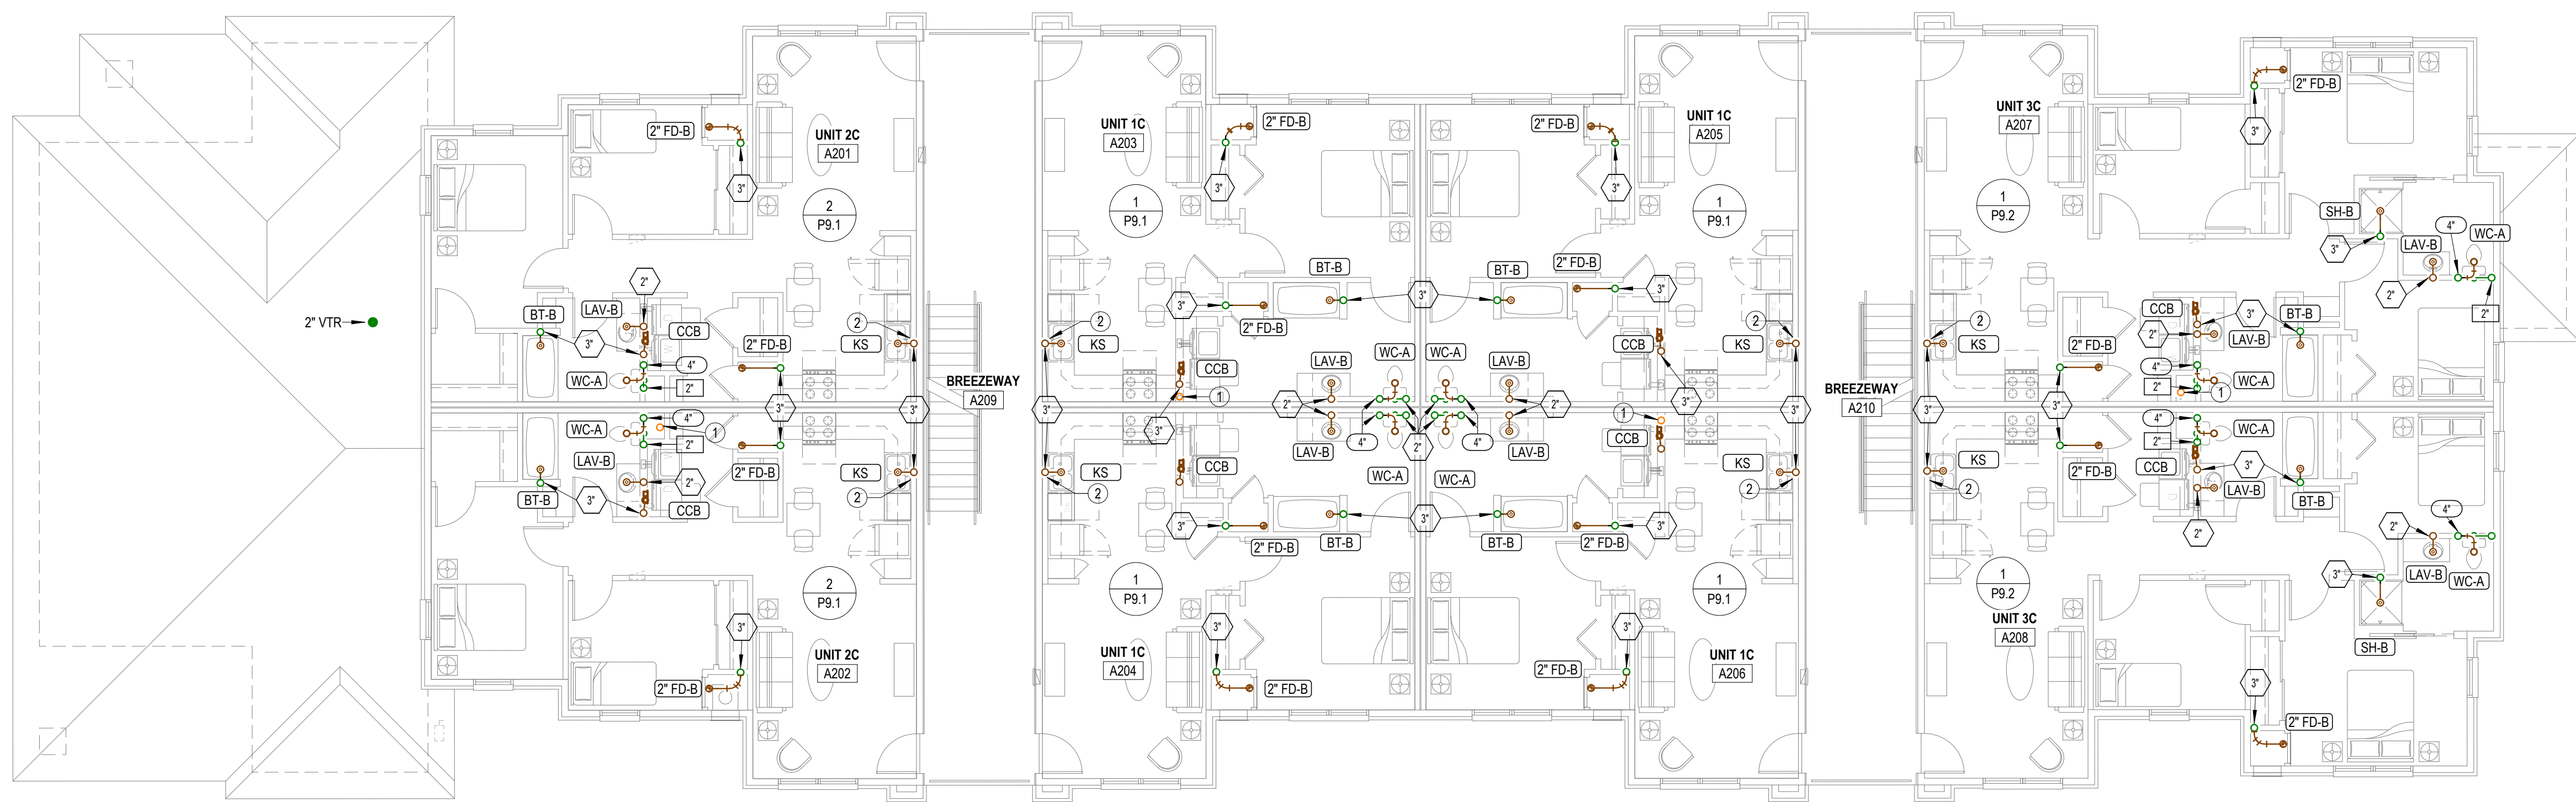 2" VTR
UNIT 2C
A201
2
P9.1
2" FD-B
3"
2"
BT-B
LAV-B
3"
CCB
4"
WC-A
2"
2" FD-B
3"
2
KS
3"
BREEZEWAY
A209
4"
WC-A
1
2"
LAV-B
2"
BT-B
3"
CCB
2" FD-B
KS
2
2
P9.1
UNIT 2C
A202
3"
2" FD-B
UNIT 1C
A203
1
P9.1
2" FD-B
3"
2
KS
3"
3"
2" FD-B
BT-B
3"
CCB
1
3"
LAV-B
WC-A
2"
4"
LAV-B
WC-A
2"
CCB
KS
2
3"
2" FD-B
BT-B
3"
1
P9.1
UNIT 1C
A204
3"
2" FD-B
UNIT 1C
A205
1
P9.1
2" FD-B
3"
BT-B
2" FD-B
3"
WC-A
LAV-B
2"
4"
CCB
3"
1
CCB
2
KS
3"
WC-A
LAV-B
BT-B
2" FD-B
3"
KS
2
1
P9.1
UNIT 1C
A206
3"
2" FD-B
BREEZEWAY
A210
UNIT 3C
A207
1
P9.2
3"
2" FD-B
SH-B
3"
4"
WC-A
LAV-B
2"
2"
2
KS
3"
2" FD-B
3"
CCB
3"
2"
LAV-B
BT-B
4"
2"
WC-A
1
4"
2"
WC-A
CCB
3"
2" FD-B
LAV-B
BT-B
2"
KS
2
2"
4"
LAV-B
WC-A
3"
SH-B
1
P9.2
UNIT 3C
A208
3"
2" FD-B